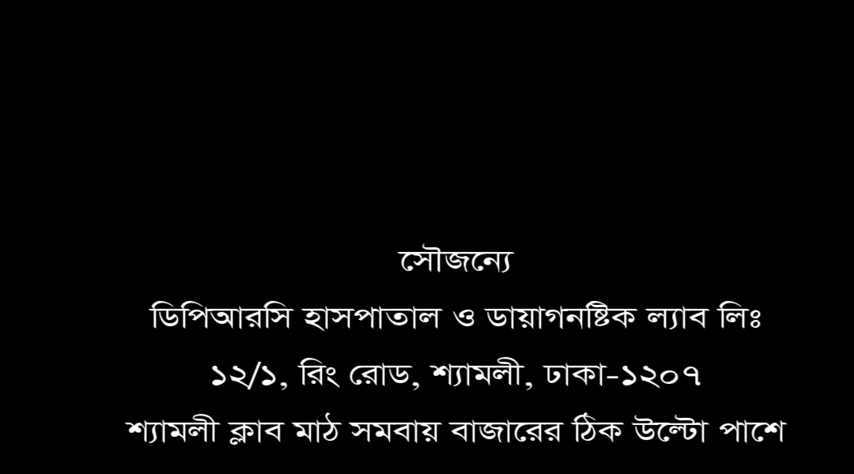 সৌজন্যে
ডিপিআরসি হাসপাতাল ও ডায়াগনষ্টিক ল্যাব লিঃ
১২/১, রিং রোড, শ্যামলী, ঢাকা-১২০৭
শ্যামলী ক্লাব মাঠ সমবায় বাজারের ঠিক উল্টো পাশে